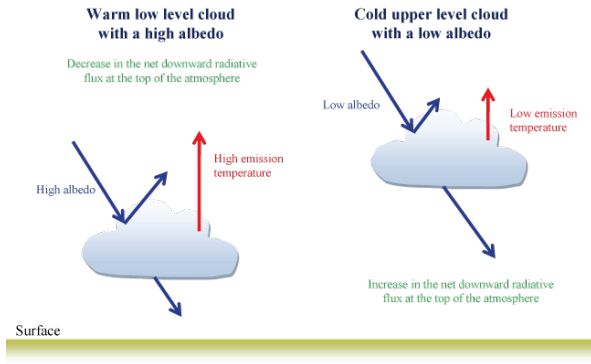 Warm low level cloud
with a high albedo
Decrease in the net downward radiative
flux at the top of the atmosphere
High albedo
High emission
temperature
Cold upper level cloud
with a low albedo
Low albedo
Low emission
temperature
Increase in the net downward radiative
flux at the top of the atmosphere
Surface